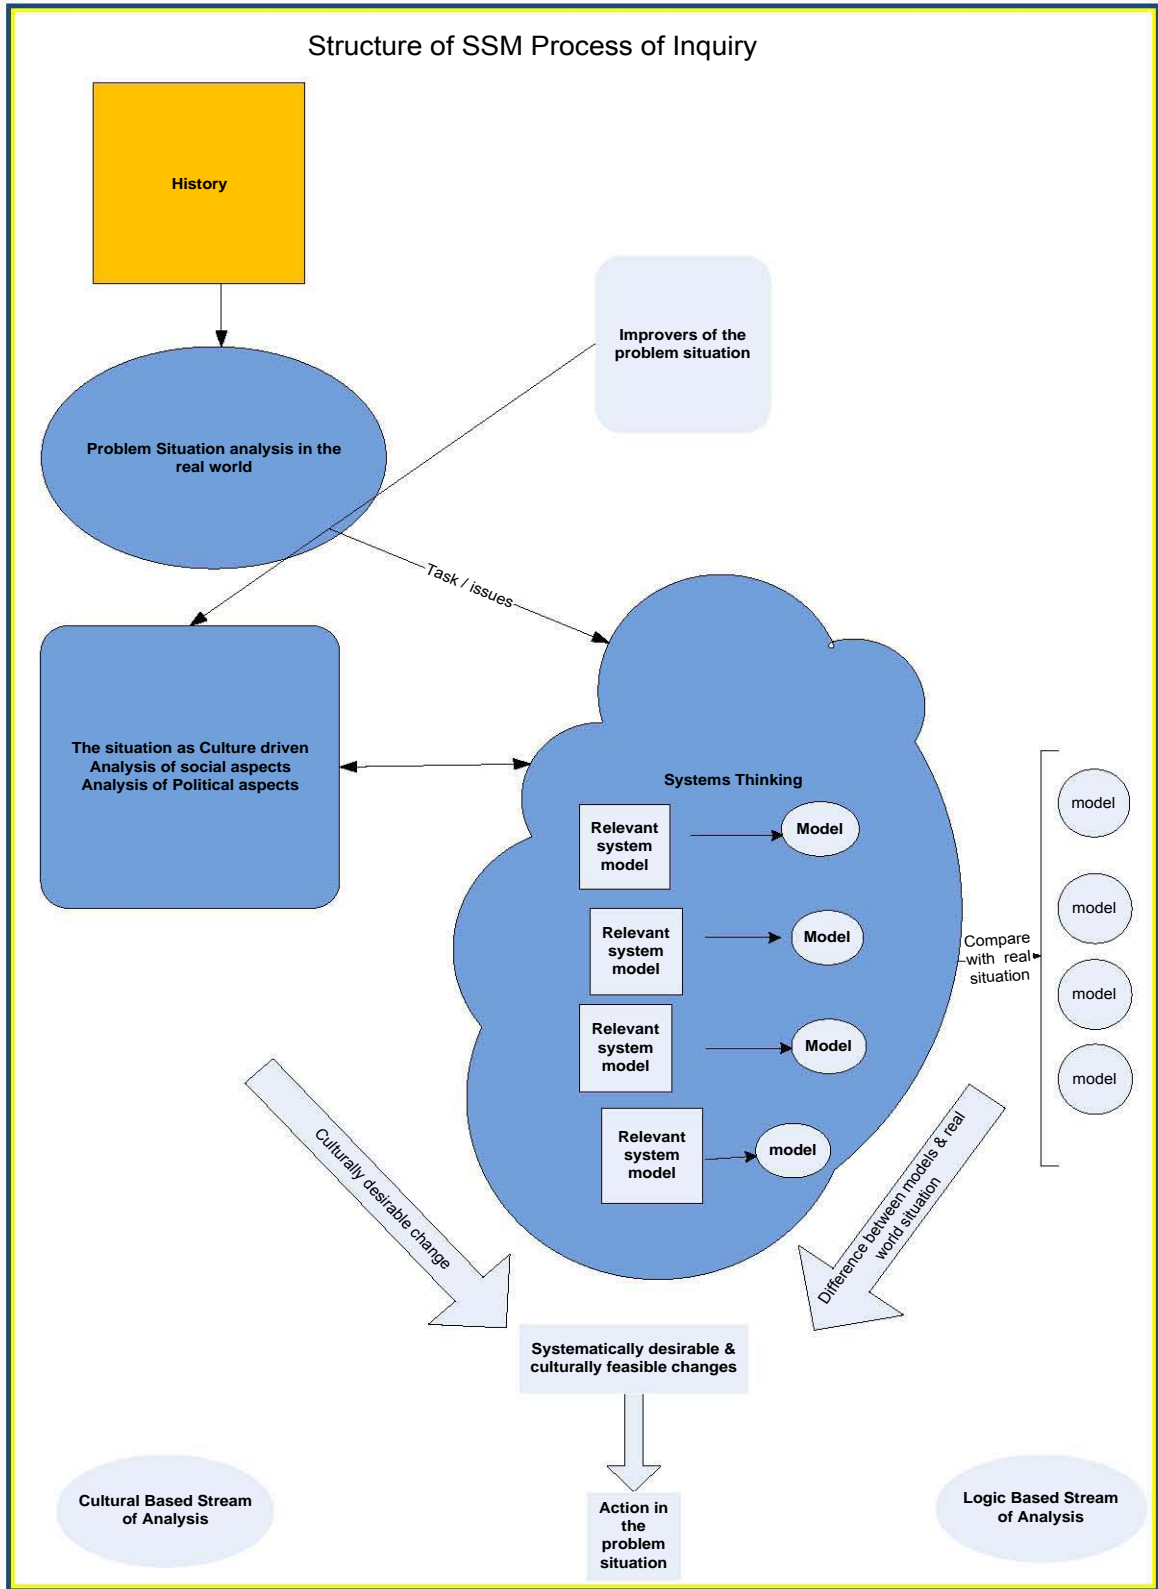 Structure of SSM Process of Inquiry
History
Improvers of the
problem situation
Problem Situation analysis in the
real world
Task / issues
The situation as Culture driven
Analysis of social aspects
Analysis of Political aspects
Systems Thinking
Relevant
system
model
Model
Relevant
system
model
Model
Relevant
system
model
Model
Relevant
system
model
model
Compare
with real
situation
model
model
model
model
Culturally desirable change
Difference between models & real
world situation
Systematically desirable &
culturally feasible changes
Cultural Based Stream
of Analysis
Action in
the
problem
situation
Logic Based Stream
of Analysis